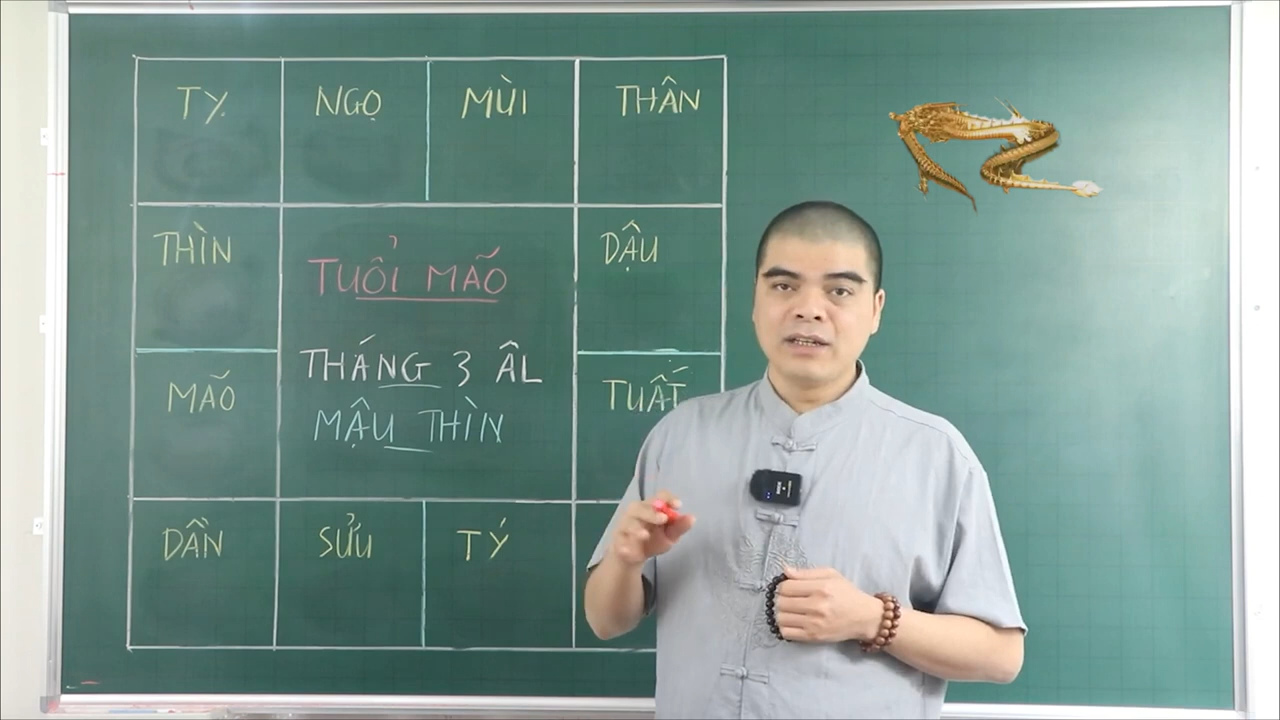 TỴ NGỌ MÙI THÂN
THÌN DẬU
TUỔI MÃO
THÁNG 3 ÂL
MÃO TUẤT
MẬU THÌN
DẦN SỬU TÝ